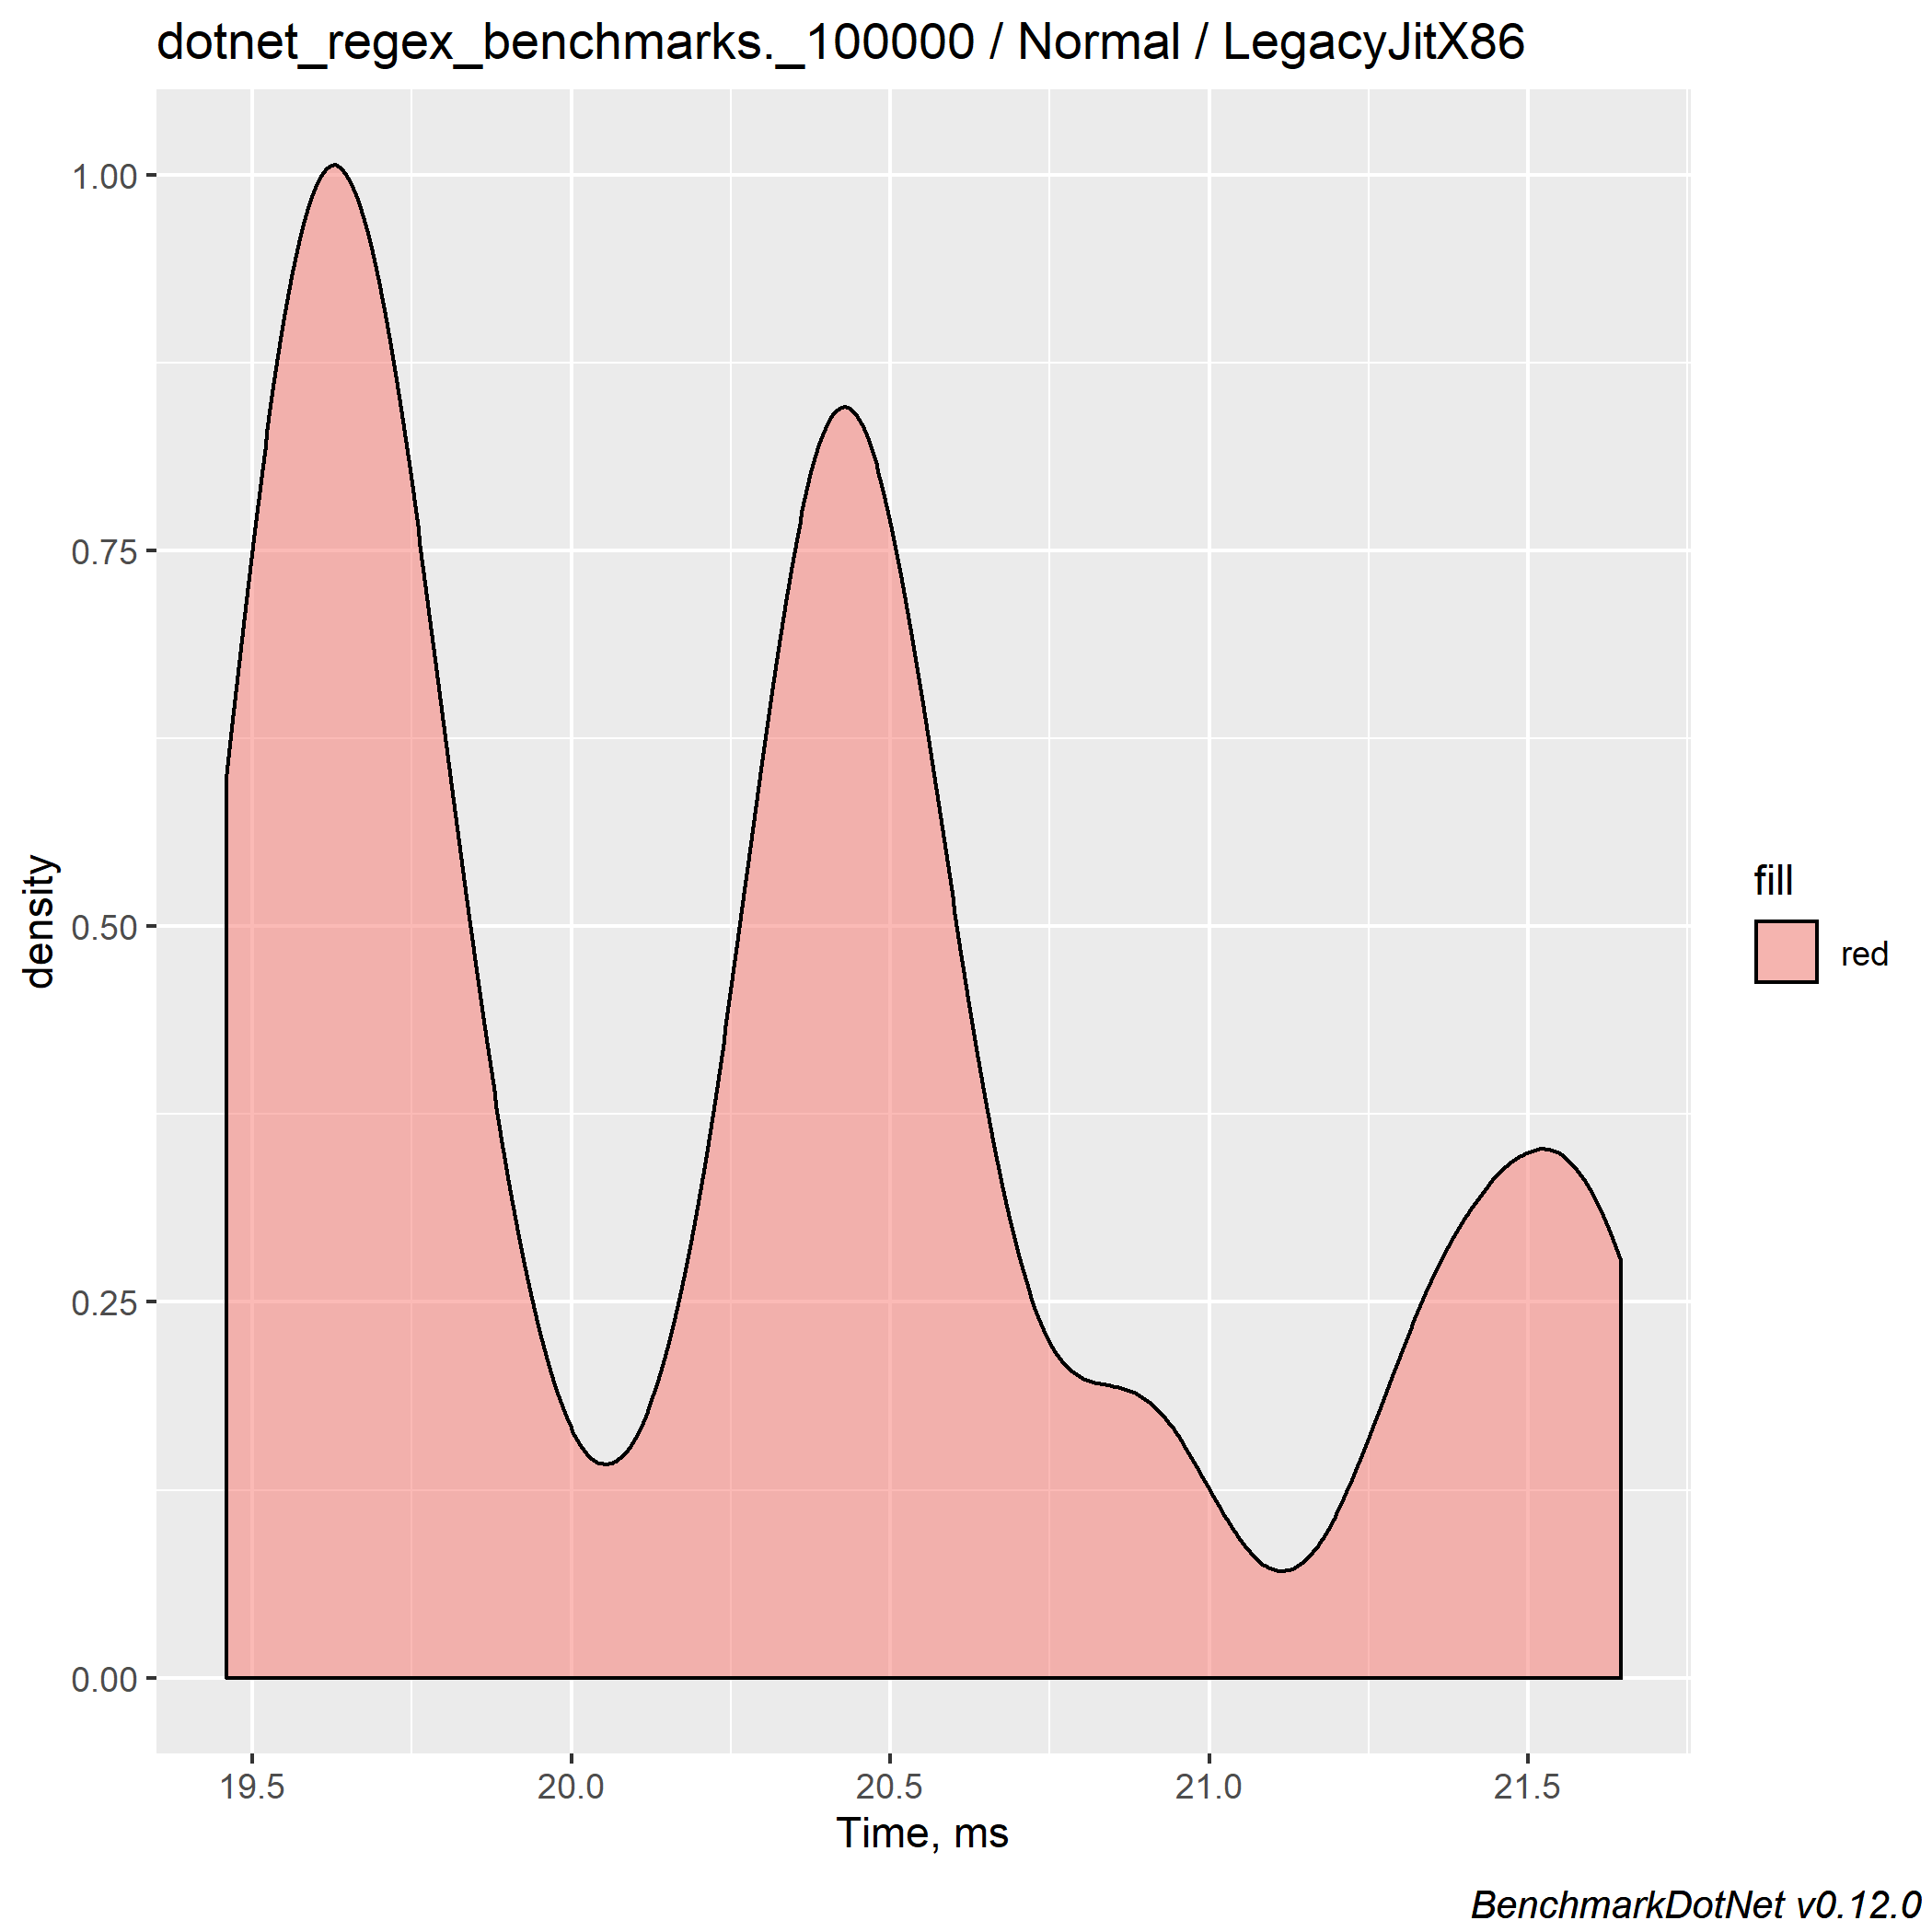 dotnet_regex_benchmarks._100000 / Normal / LegacyJitX86
1.00
0.75
0.50
0.25
0.00
density
19.5 20.0 20.5 21.0 21.5
Time, ms
fill
red
BenchmarkDotNet v0.12.0